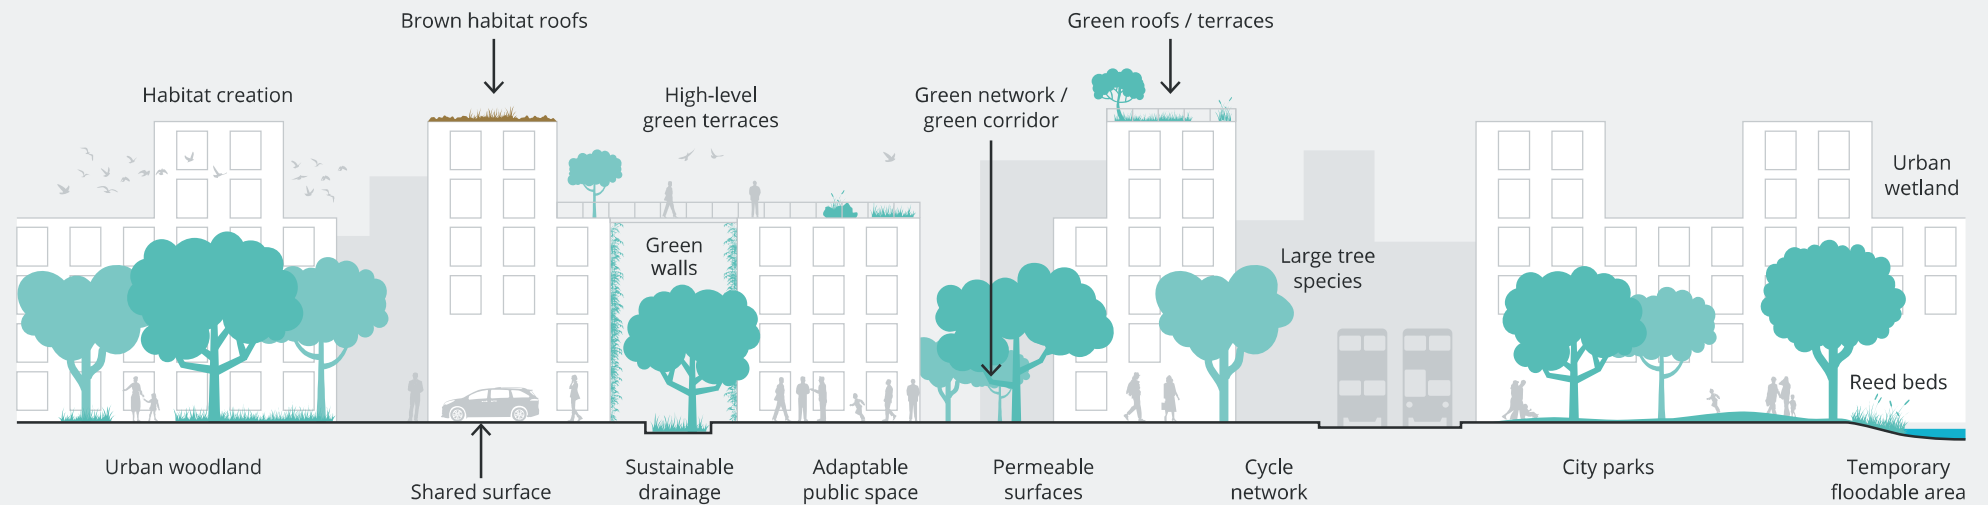 Brown habitat roofs
Green roofs / terraces
Habitat creation
High-level
green terraces
Green network /
green corridor
Urban
wetland
Green
walls
Large tree
species
Reed beds
Urban woodland
Shared surface
Sustainable
drainage
Adaptable
public space
Permeable
surfaces
Cycle
network
City parks
Temporary
floodable area